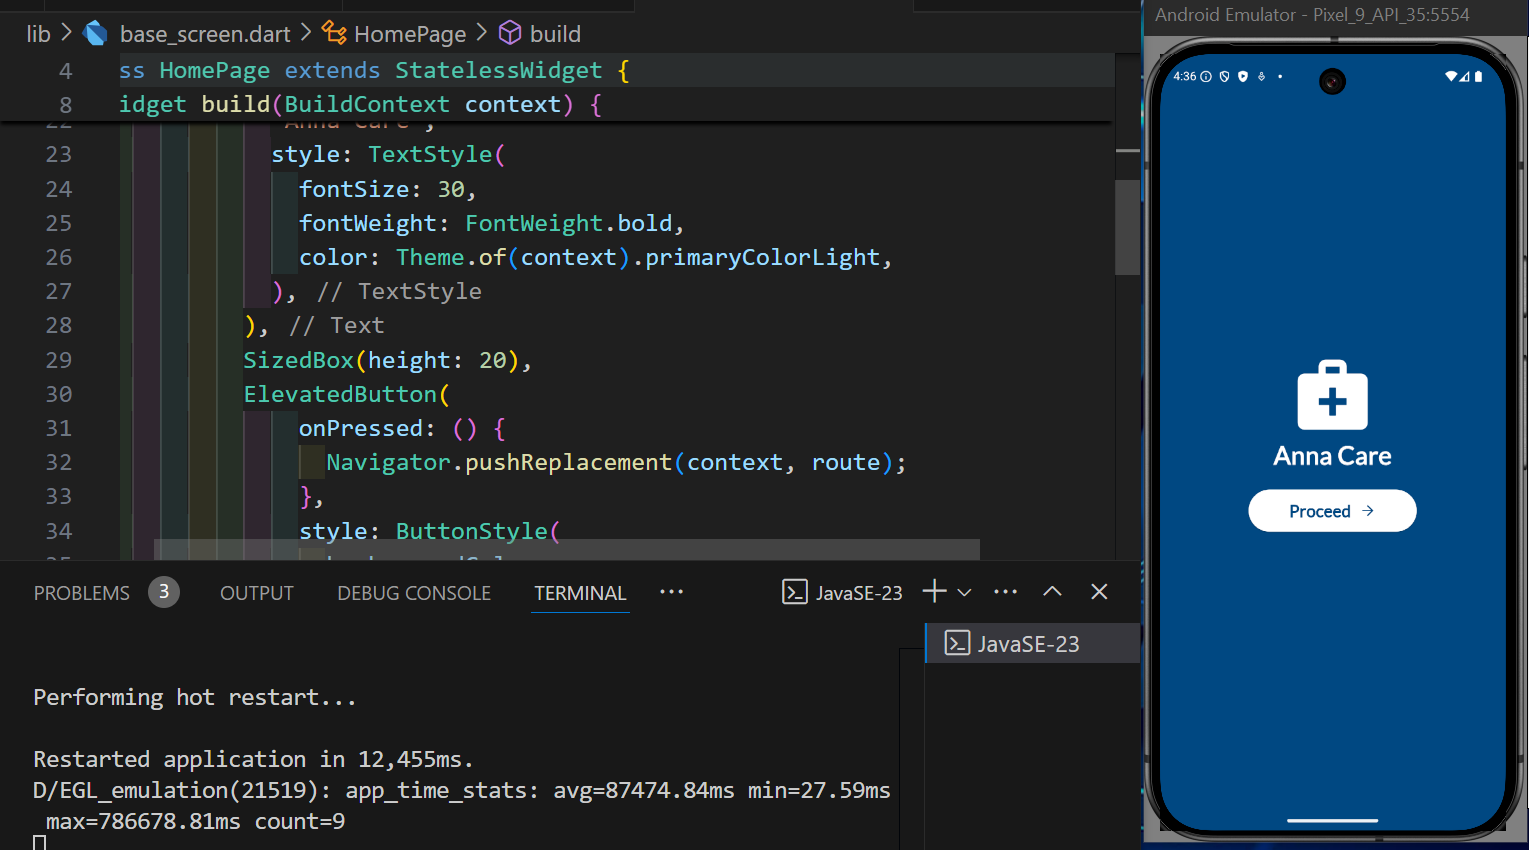 lib > base_screen.dart > HomePage > build
4 ss HomePage extends StatelessWidget {
8 idget build(BuildContext context) {
22 "Anna Care",
23 style: TextStyle(
24 fontSize: 30,
25 fontWeight: FontWeight.bold,
26 color: Theme.of(context).primaryColorLight,
27 ), // TextStyle
28 ), // Text
29 SizedBox(height: 20),
30 ElevatedButton(
31 onPressed: () {
32 Navigator.pushReplacement(context, route);
33 },
34 style: ButtonStyle(
PROBLEMS 3 OUTPUT DEBUG CONSOLE TERMINAL ··· JavaSE-23
JavaSE-23
Performing hot restart...
Restarted application in 12,455ms.
D/EGL_emulation(21519): app_time_stats: avg=87474.84ms min=27.59ms
max=786678.81ms count=9
Android Emulator - Pixel_9_API_35:5554
4:36
Anna Care
Proceed →